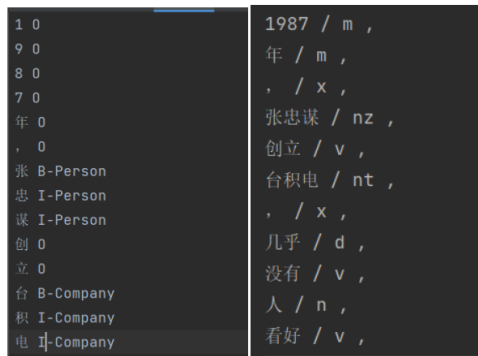 1 O
9 O
8 O
7 O
年 O
， O
张 B-Person
忠 I-Person
谋 I-Person
创 O
立 O
台 B-Company
积 I-Company
电 I-Company
1987 / m ,
年 / m ,
， / x ,
张忠谋 / nz ,
创立 / v ,
台积电 / nt ,
， / x ,
几乎 / d ,
没有 / v ,
人 / n ,
看好 / v ,